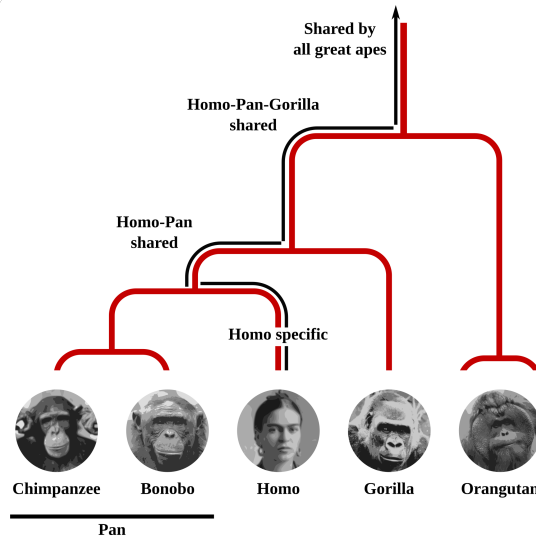 Shared by
all great apes
Homo-Pan-Gorilla
shared
Homo-Pan
shared
Homo specific
Chimpanzee
Bonobo
Homo
Gorilla
Orangutan
Pan